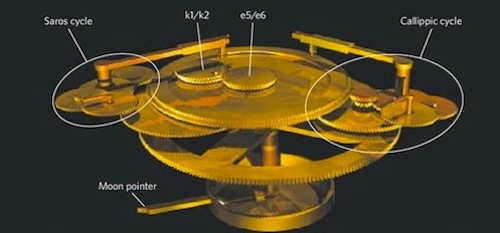 Saros cycle
k1/k2
e5/e6
Callippic cycle
Moon pointer